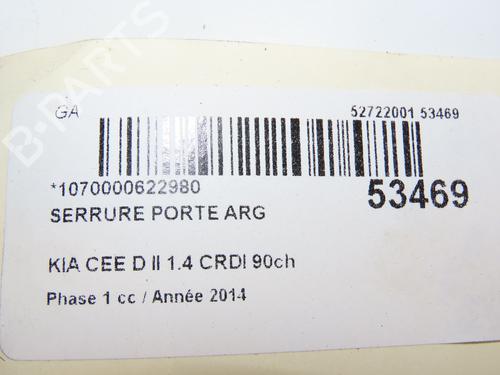 GA
52722001 53469
*1070000622980
53469
SERRURE PORTE ARG
KIA CEE D II 1.4 CRDI 90ch
Phase 1 cc / Année 2014
B-PARTS